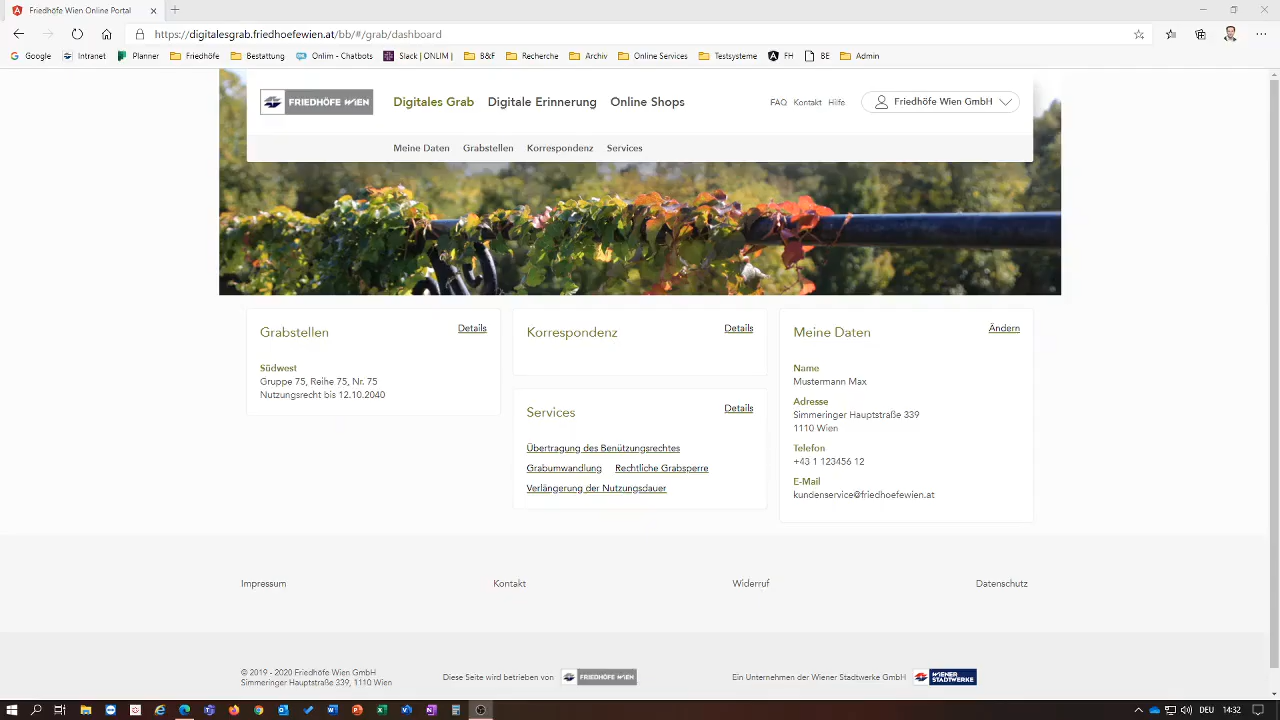 Friedhöfe Wien Online Portal
https://digitalesgrab.friedhoefewien.at/bb/#/grab/dashboard
Google Intranet Planner Friedhöfe Bestattung Onlim - Chatbots Slack | ONLIM | B&F Recherche Archiv Online Services Testsysteme FH BE Admin
FRIEDHÖFE WIEN Digitales Grab Digitale Erinnerung Online Shops FAQ Kontakt Hilfe Friedhöfe Wien GmbH
Meine Daten Grabstellen Korrespondenz Services
Grabstellen Details
Südwest
Gruppe 75, Reihe 75, Nr. 75
Nutzungsrecht bis 12.10.2040
Korrespondenz Details
Services Details
Übertragung des Benützungsrechtes
Grabumwandlung Rechtliche Grabsperre
Verlängerung der Nutzungsdauer
Meine Daten Ändern
Name
Mustermann Max
Adresse
Simmeringer Hauptstraße 339
1110 Wien
Telefon
+43 1 123456 12
E-Mail
kundenservice@friedhoefewien.at
Impressum Kontakt Widerruf Datenschutz
© 2019 - 2020 Friedhöfe Wien GmbH
Simmeringer Hauptstraße 339, 1110 Wien
Diese Seite wird betrieben von FRIEDHÖFE WIEN
Ein Unternehmen der Wiener Stadtwerke GmbH WIENER STADTWERKE
DEU 14:32